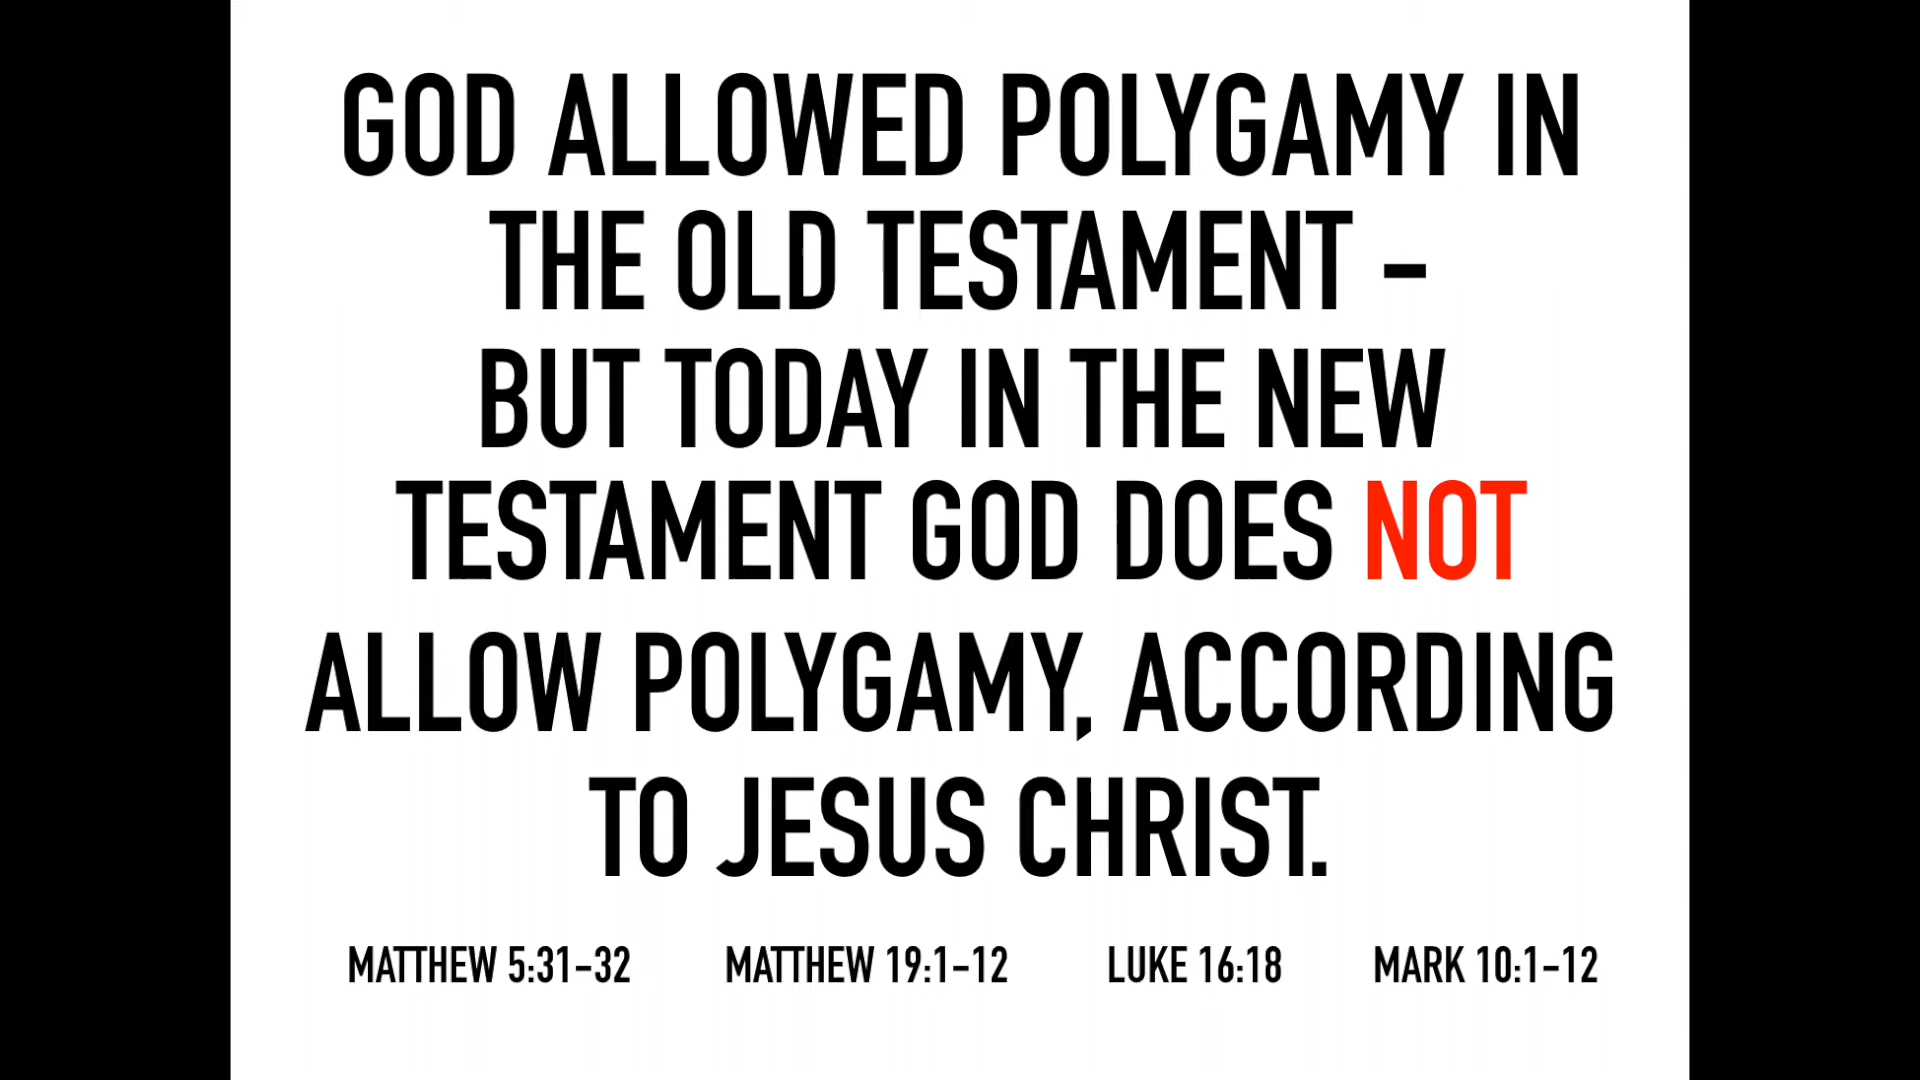 GOD ALLOWED POLYGAMY IN
THE OLD TESTAMENT –
BUT TODAY IN THE NEW
TESTAMENT GOD DOES NOT
ALLOW POLYGAMY, ACCORDING
TO JESUS CHRIST.
MATTHEW 5:31–32 MATTHEW 19:1–12 LUKE 16:18 MARK 10:1–12